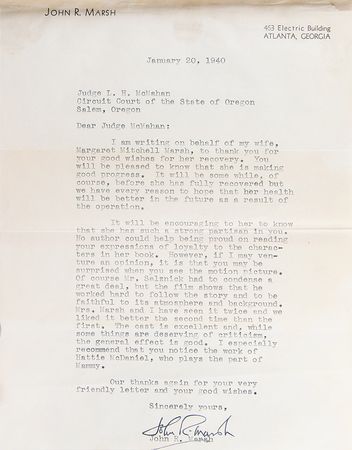 JOHN R. MARSH
453 Electric Building
ATLANTA, GEORGIA
January 20, 1940
Judge L. H. McMahan
Circuit Court of the State of Oregon
Salem, Oregon
Dear Judge McMahan:
I am writing on behalf of my wife,
Margaret Mitchell Marsh, to thank you for
your good wishes for her recovery. You
will be pleased to know that she is making
good progress. It will be some while, of
course, before she has fully recovered but
we have every reason to hope that her health
will be better in the future as a result of
the operation.
It will be encouraging to her to know
that she has such a strong partisan in you.
No author could help being proud on reading
your expressions of loyalty to the charac-
ters in her book. However, if I may ven-
ture an opinion, it is that you may be
surprised when you see the motion picture.
Of course Mr. Selznick had to condense a
great deal, but the film shows that he
worked hard to follow the story and to be
faithful to its atmosphere and background.
Mrs. Marsh and I have seen it twice and we
liked it better the second time than the
first. The cast is excellent and, while
some things are deserving of criticism,
the general effect is good. I especially
recommend that you notice the work of
Hattie McDaniel, who plays the part of
Mammy.
Our thanks again for your very
friendly letter and your good wishes.
Sincerely yours,
John R. Marsh
John R. Marsh